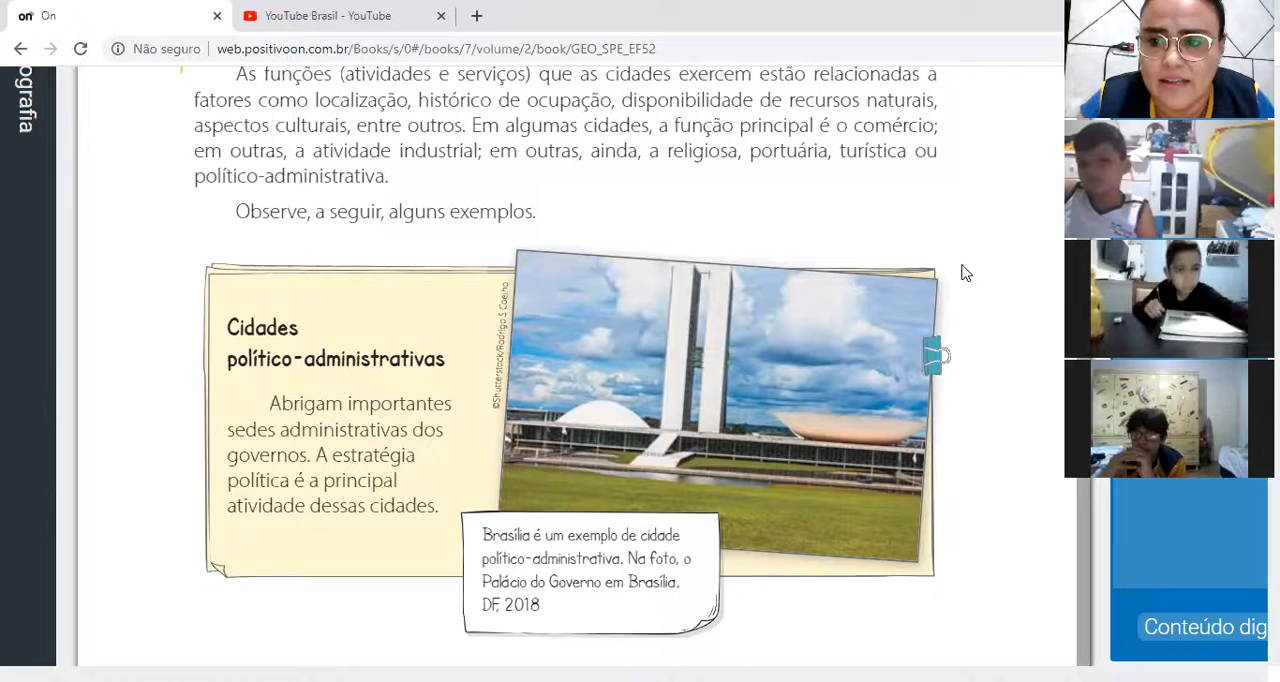 on On
YouTube Brasil - YouTube
Não seguro
web.positivoon.com.br/Books/s/0#/books/7/volume/2/book/GEO_SPE_EF52
ografia
As funções (atividades e serviços) que as cidades exercem estão relacionadas a
fatores como localização, histórico de ocupação, disponibilidade de recursos naturais,
aspectos culturais, entre outros. Em algumas cidades, a função principal é o comércio;
em outras, a atividade industrial; em outras, ainda, a religiosa, portuária, turística ou
político-administrativa.
Observe, a seguir, alguns exemplos.
Cidades
político-administrativas
Abrigam importantes
sedes administrativas dos
governos. A estratégia
política é a principal
atividade dessas cidades.
©Shutterstock/Rodrigo S Coelho
Brasília é um exemplo de cidade
político-administrativa. Na foto, o
Palácio do Governo em Brasília,
DF, 2018
Conteúdo dig